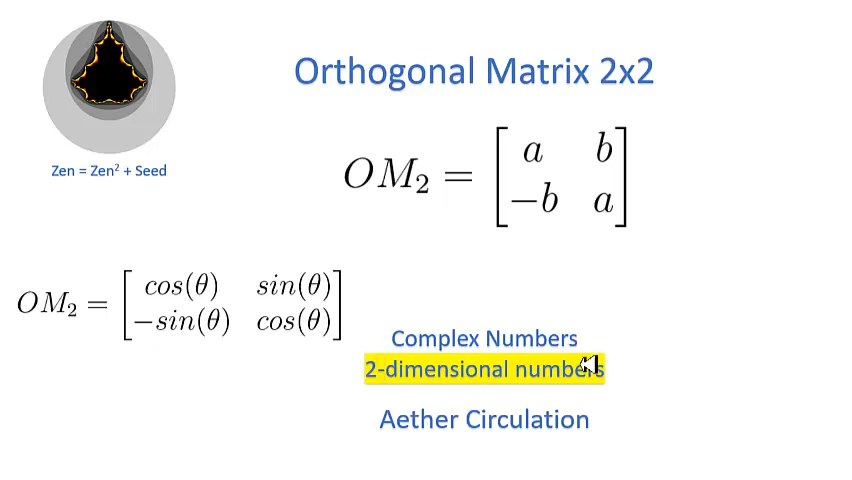 Orthogonal Matrix 2x2
Zen = Zen² + Seed
OM₂ = [a b
-b a]
OM₂ = [cos(θ) sin(θ)
-sin(θ) cos(θ)]
Complex Numbers
2-dimensional numbers
Aether Circulation